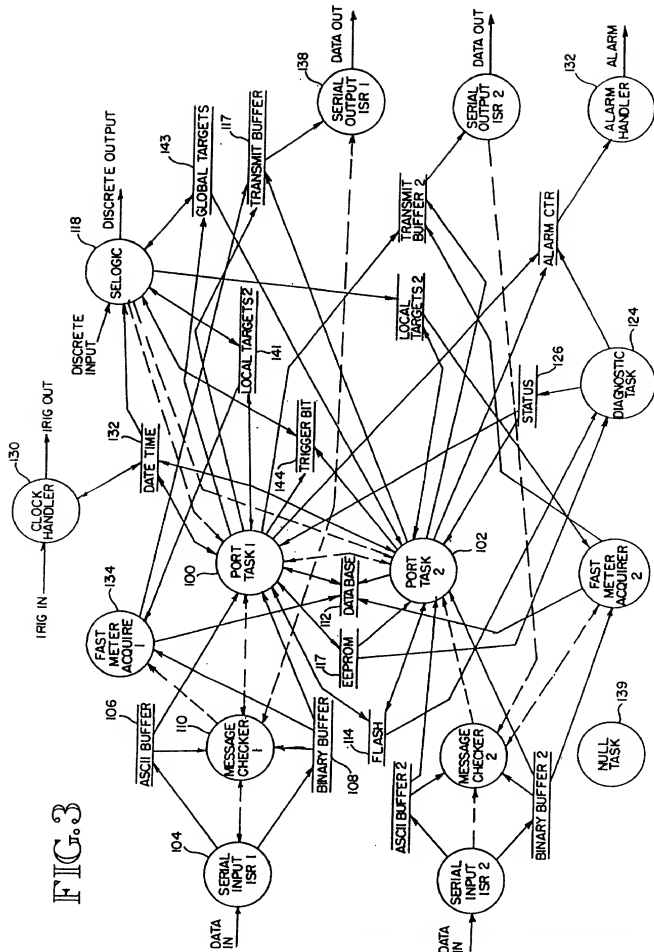 FIG.3
130
CLOCK
HANDLER
IRIG IN
IRIG OUT
132
DATE TIME
118
SELOGIC
DISCRETE
INPUT
DISCRETE OUTPUT
143
GLOBAL TARGETS
117
TRANSMIT BUFFER
138
SERIAL
OUTPUT
ISR 1
DATA OUT
134
FAST
METER
ACQUIRE
1
106
ASCII BUFFER
110
MESSAGE
CHECKER
1
104
SERIAL
INPUT
ISR 1
DATA
IN
BINARY BUFFER
108
100
PORT
TASK 1
LOCAL TARGETS 2
141
TRIGGER BIT
144
112
DATA BASE
117
EEPROM
114
FLASH
PORT
TASK
2
102
LOCAL
TARGETS 2
TRANSMIT
BUFFER 2
SERIAL
OUTPUT
ISR 2
DATA OUT
ALARM CTR
132
ALARM
HANDLER
ALARM
STATUS
126
124
DIAGNOSTIC
TASK
ASCII BUFFER 2
MESSAGE
CHECKER
2
SERIAL
INPUT
ISR 2
DATA
IN
BINARY BUFFER 2
FAST
METER
ACQUIRER
2
139
NULL
TASK